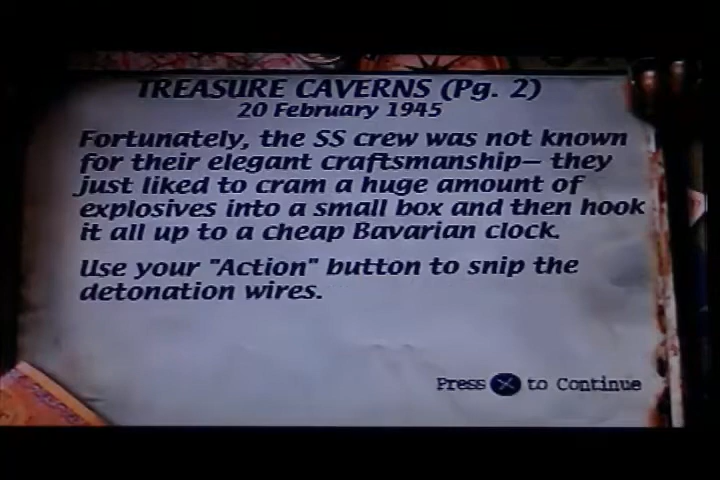 TREASURE CAVERNS (Pg. 2)
20 February 1945
Fortunately, the SS crew was not known
for their elegant craftsmanship— they
just liked to cram a huge amount of
explosives into a small box and then hook
it all up to a cheap Bavarian clock.
Use your "Action" button to snip the
detonation wires.
Press X to Continue